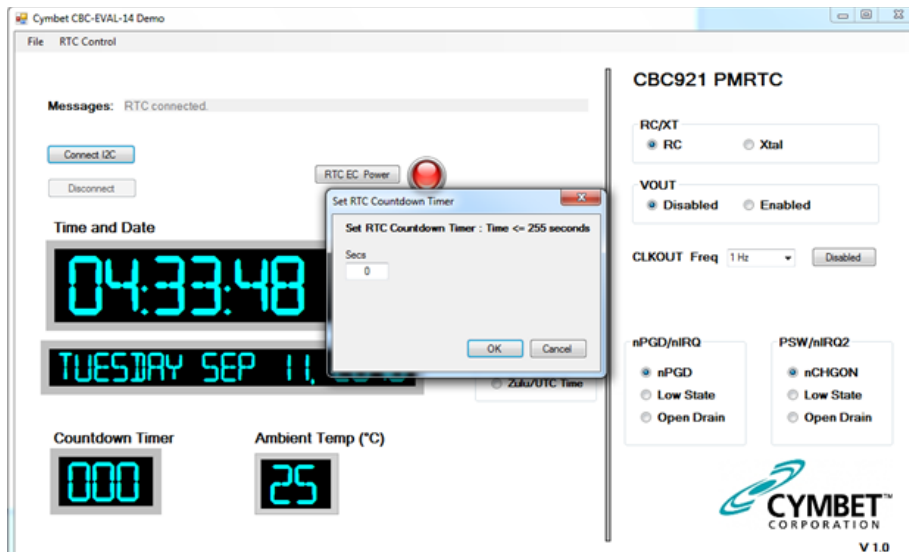 Cymbet CBC-EVAL-14 Demo
File RTC Control
Messages: RTC connected.
Connect I2C
Disconnect
RTC EC Power
Time and Date
04:33:48
TUESDAY SEP 11,
Zulu/UTC Time
Countdown Timer
000
Ambient Temp (°C)
25
Set RTC Countdown Timer
Set RTC Countdown Timer : Time <= 255 seconds
Secs
0
OK
Cancel
CBC921 PMRTC
RC/XT
RC
Xtal
VOUT
Disabled
Enabled
CLKOUT Freq
1 Hz
Disabled
nPGD/nIRQ
nPGD
Low State
Open Drain
PSW/nIRQ2
nCHGON
Low State
Open Drain
CYMBET™
CORPORATION
V 1.0